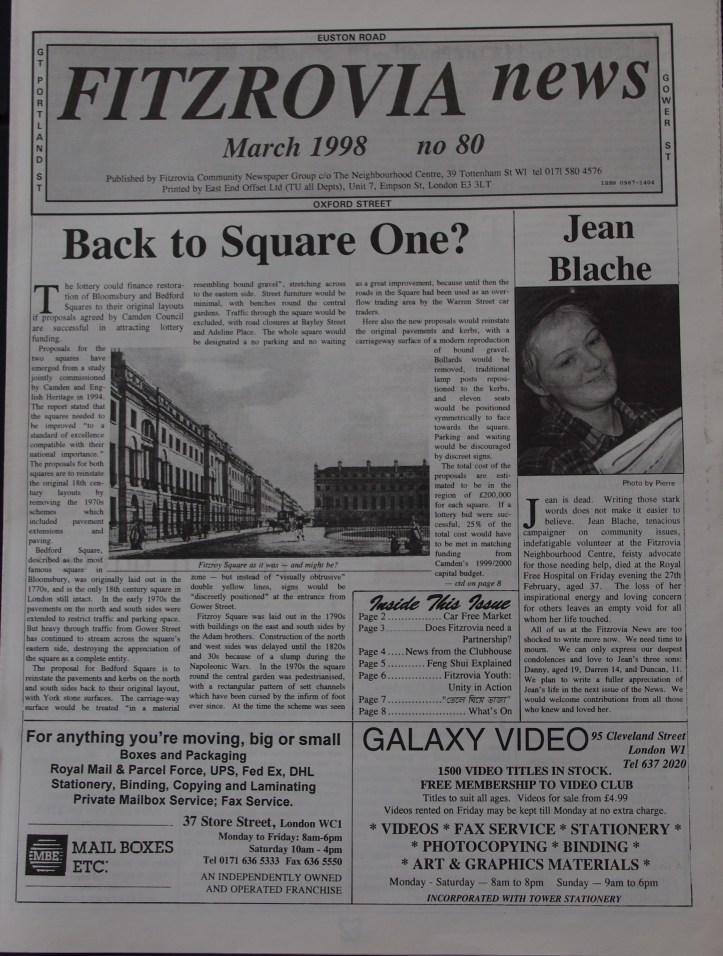 EUSTON ROAD
GT PORTLAND ST
GOWER ST
FITZROVIA news
March 1998 no 80
Published by Fitzrovia Community Newspaper Group c/o The Neighbourhood Centre, 39 Tottenham St W1 tel 0171 580 4576
Printed by East End Offset Ltd (TU all Depts), Unit 7, Empson St, London E3 3LT
ISSN 0967-1404
OXFORD STREET
Back to Square One?
The lottery could finance restora-
tion of Bloomsbury and Bedford
Squares to their original layouts
if proposals agreed by Camden Council
are successful in attracting lottery
funding.
Proposals for the
two squares have
emerged from a study
jointly commissioned
by Camden and Eng-
lish Heritage in 1994.
The report stated that
the squares needed to
be improved "to a
standard of excellence
compatible with their
national importance."
The proposals for both
squares are to reinstate
the original 18th cen-
tury layouts by
removing the 1970s
schemes which
included pavement
extensions and
paving.
Bedford Square,
described as the most
famous square in
Bloomsbury, was originally laid out in the
1770s, and is the only 18th century square in
London still intact. In the early 1970s the
pavements on the north and south sides were
extended to restrict traffic and parking space.
But heavy through traffic from Gower Street
has continued to stream across the square's
eastern side, destroying the appreciation of
the square as a complete entity.
The proposal for Bedford Square is to
reinstate the pavements and kerbs on the north
and south sides back to their original layout,
with York stone surfaces. The carriage-way
surface would be treated "in a material
resembling bound gravel", stretching across
to the eastern side. Street furniture would be
minimal, with benches round the central
gardens. Traffic through the square would be
excluded, with road closures at Bayley Street
and Adeline Place. The whole square would
be designated a no parking and no waiting
Fitzroy Square as it was — and might be?
zone — but instead of "visually obtrusive"
double yellow lines, signs would be
"discreetly positioned" at the entrance from
Gower Street.
Fitzroy Square was laid out in the 1790s
with buildings on the east and south sides by
the Adam brothers. Construction of the north
and west sides was delayed until the 1820s
and 30s because of a slump during the
Napoleonic Wars. In the 1970s the square
round the central garden was pedestrianised,
with a rectangular pattern of sett channels
which have been cursed by the infirm of foot
ever since. At the time the scheme was seen
as a great improvement, because until then the
roads in the Square had been used as an over-
flow trading area by the Warren Street car
traders.
Here also the new proposals would reinstate
the original pavements and kerbs, with a
carriageway surface of a modern reproduction
of bound gravel.
Bollards would be
removed, traditional
lamp posts reposi-
tioned to the kerbs,
and eleven seats
would be positioned
symmetrically to face
towards the square.
Parking and waiting
would be discouraged
by discreet signs.
The total cost of the
proposals are esti-
mated to be in the
region of £200,000
for each square. If a
lottery bid were suc-
cessful, 25% of the
total cost would have
to be met in matching
funding from
Camden's 1999/2000
capital budget.
— ctd on page 8
Inside This Issue
Page 2 ............... Car Free Market
Page 3 ............ Does Fitzrovia need a
Partnership?
Page 4 ..... News from the Clubhouse
Page 5 ............ Feng Shui Explained
Page 6 .................. Fitzrovia Youth:
Unity in Action
Page 7
Page 8 ...................... What's On
Jean
Blache
Photo by Pierre
Jean is dead. Writing those stark
words does not make it easier to
believe. Jean Blache, tenacious
campaigner on community issues,
indefatigable volunteer at the Fitzrovia
Neighbourhood Centre, feisty advocate
for those needing help, died at the Royal
Free Hospital on Friday evening the 27th
February, aged 37. The loss of her
inspirational energy and loving concern
for others leaves an empty void for all
whom her life touched.
All of us at the Fitzrovia News are too
shocked to write more now. We need time to
mourn. We can only express our deepest
condolences and love to Jean's three sons:
Danny, aged 19, Darren 14, and Duncan, 11.
We plan to write a fuller appreciation of
Jean's life in the next issue of the News. We
would welcome contributions from all those
who knew and loved her.
For anything you're moving, big or small
Boxes and Packaging
Royal Mail & Parcel Force, UPS, Fed Ex, DHL
Stationery, Binding, Copying and Laminating
Private Mailbox Service; Fax Service.
MBE
MAIL BOXES
ETC.
37 Store Street, London WC1
Monday to Friday: 8am-6pm
Saturday 10am - 4pm
Tel 0171 636 5333 Fax 636 5550
AN INDEPENDENTLY OWNED
AND OPERATED FRANCHISE
GALAXY VIDEO
95 Cleveland Street
London W1
Tel 637 2020
1500 VIDEO TITLES IN STOCK.
FREE MEMBERSHIP TO VIDEO CLUB
Titles to suit all ages. Videos for sale from £4.99
Videos rented on Friday may be kept till Monday at no extra charge.
* VIDEOS * FAX SERVICE * STATIONERY *
* PHOTOCOPYING * BINDING *
* ART & GRAPHICS MATERIALS *
Monday - Saturday — 8am to 8pm Sunday — 9am to 6pm
INCORPORATED WITH TOWER STATIONERY